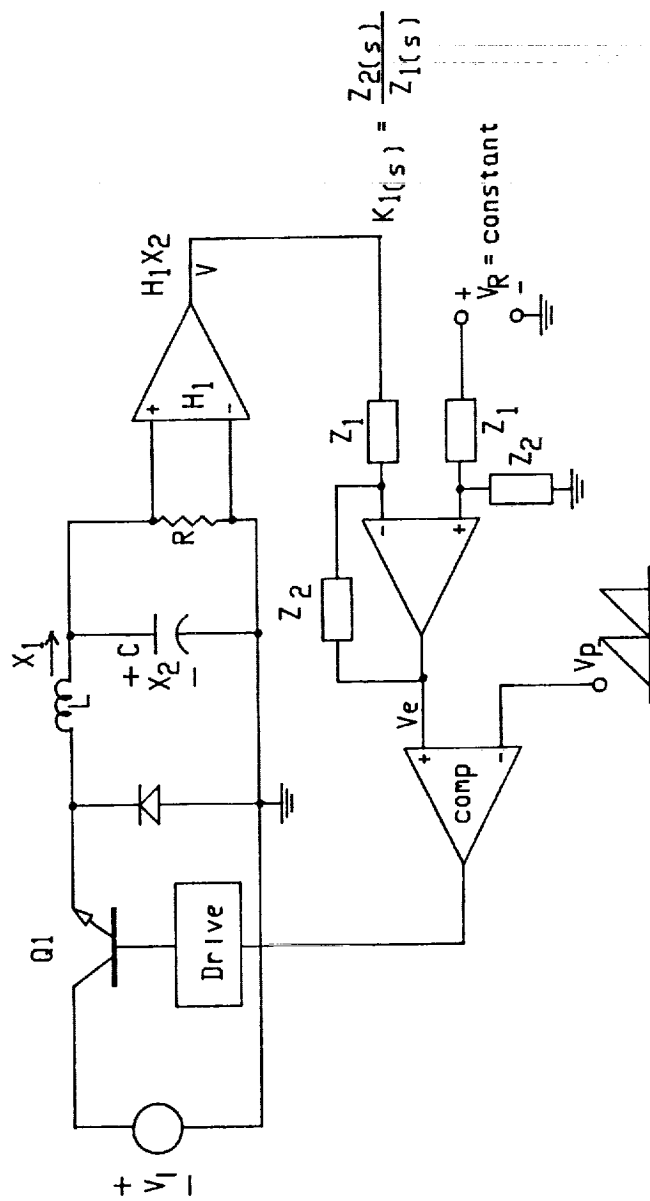 Q1
X1
L
+ V1 -
Drive
+ C
X2
-
R
+
H1
-
H1X2
V
K1(s) = Z2(s) / Z1(s)
Z2
Z1
Ve
comp
+
-
-
+
Z1
Z2
+
VR = constant
-
Vp